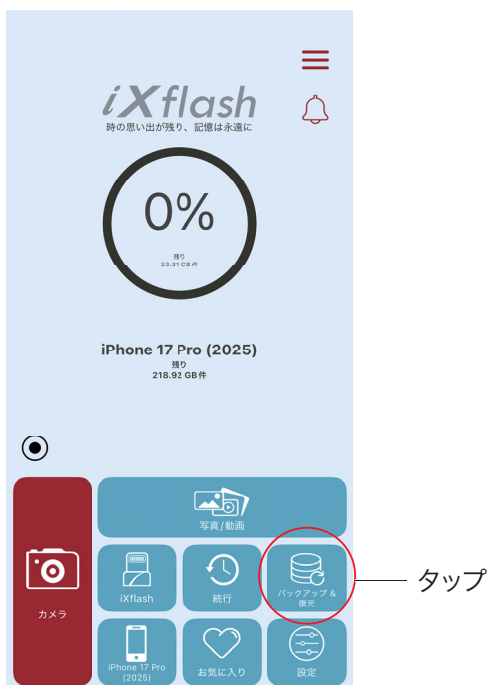 iXflash
時の思い出が残り、記憶は永遠に
0%
残り
iPhone 17 Pro (2025)
残り
218.92 GB件
写真/動画
カメラ
iXflash
続行
バックアップ &
復元
タップ
iPhone 17 Pro
(2025)
お気に入り
設定